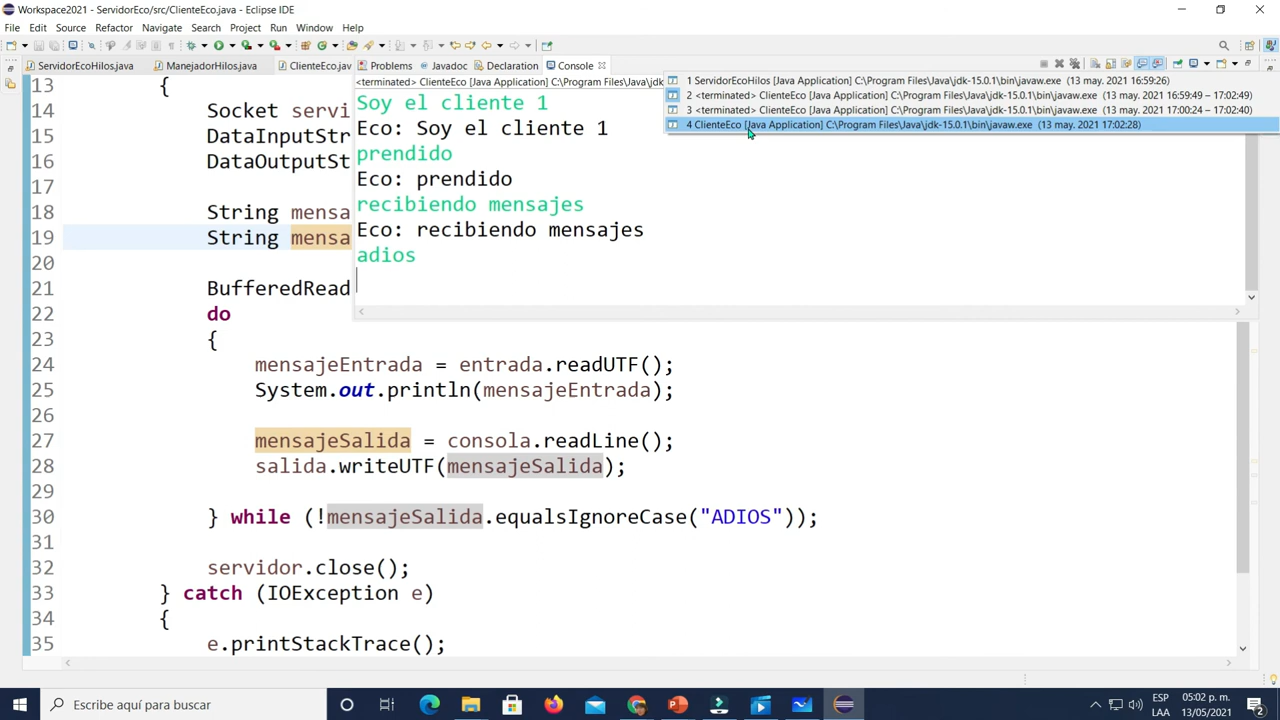 Workspace2021 - ServidorEco/src/ClienteEco.java - Eclipse IDE
File Edit Source Refactor Navigate Search Project Run Window Help
ServidorEcoHilos.java ManejadorHilos.java ClienteEco.jav Problems Javadoc Declaration Console
<terminated> ClienteEco [Java Application] C:\Program Files\Java\jdk-15.0.1
1 ServidorEcoHilos [Java Application] C:\Program Files\Java\jdk-15.0.1\bin\javaw.exe (13 may. 2021 16:59:26)
2 <terminated> ClienteEco [Java Application] C:\Program Files\Java\jdk-15.0.1\bin\javaw.exe (13 may. 2021 16:59:49 – 17:02:49)
3 <terminated> ClienteEco [Java Application] C:\Program Files\Java\jdk-15.0.1\bin\javaw.exe (13 may. 2021 17:00:24 – 17:02:40)
4 ClienteEco [Java Application] C:\Program Files\Java\jdk-15.0.1\bin\javaw.exe (13 may. 2021 17:02:28)
Soy el cliente 1
Eco: Soy el cliente 1
prendido
Eco: prendido
recibiendo mensajes
Eco: recibiendo mensajes
adios
13 {
14 Socket servi
15 DataInputStr
16 DataOutputSt
17
18 String mensa
19 String mensa
20
21 BufferedRead
22 do
23 {
24 mensajeEntrada = entrada.readUTF();
25 System.out.println(mensajeEntrada);
26
27 mensajeSalida = consola.readLine();
28 salida.writeUTF(mensajeSalida);
29
30 } while (!mensajeSalida.equalsIgnoreCase("ADIOS"));
31
32 servidor.close();
33 } catch (IOException e)
34 {
35 e.printStackTrace();
Escribe aquí para buscar
ESP
LAA
05:02 p. m.
13/05/2021
2